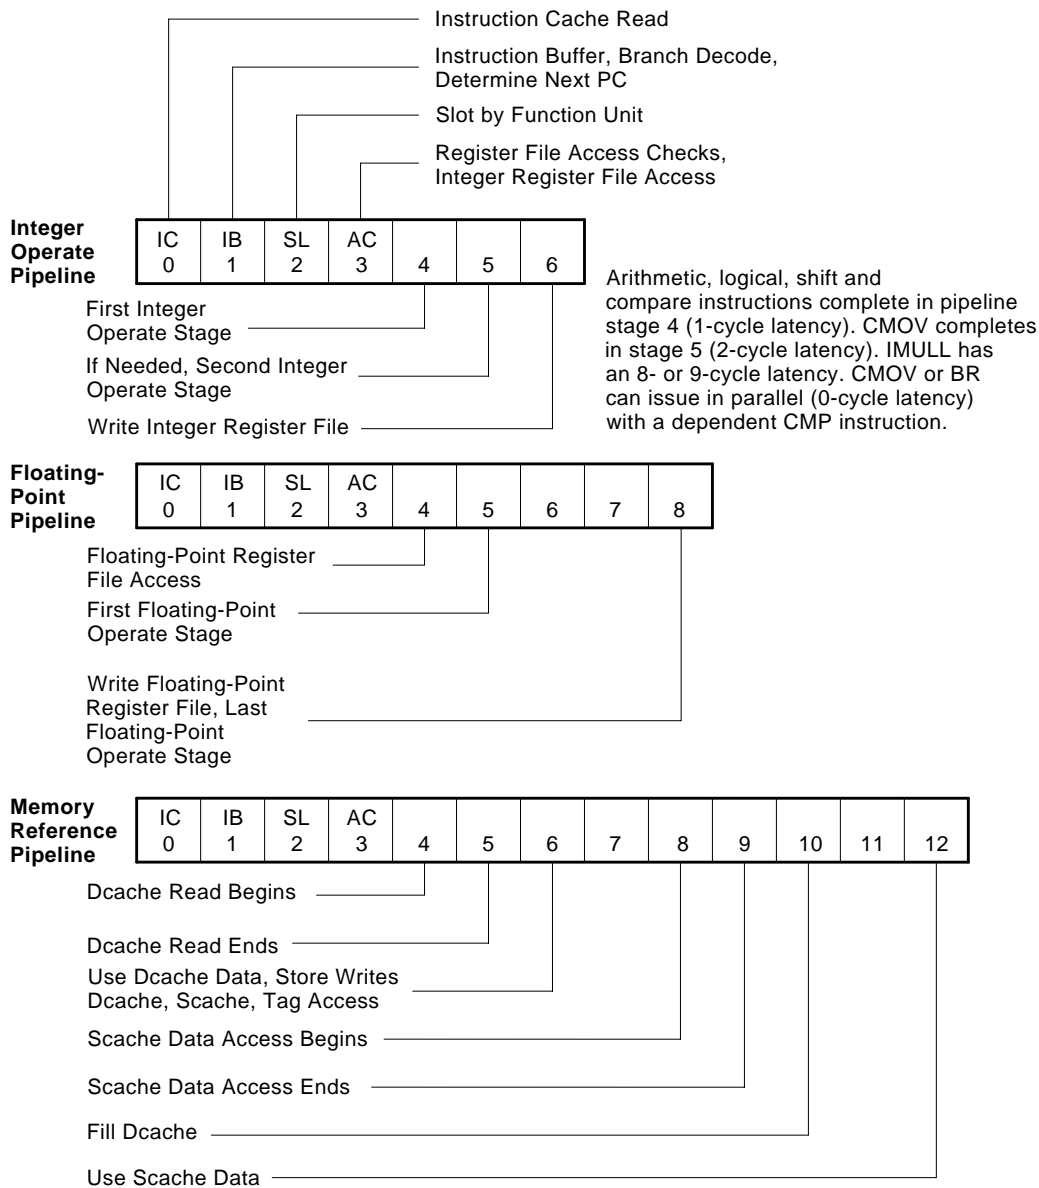 Instruction Cache Read
Instruction Buffer, Branch Decode,
Determine Next PC
Slot by Function Unit
Register File Access Checks,
Integer Register File Access
Integer
Operate
Pipeline
IC IB SL AC
0 1 2 3 4 5 6
First Integer
Operate Stage
If Needed, Second Integer
Operate Stage
Write Integer Register File
Arithmetic, logical, shift and
compare instructions complete in pipeline
stage 4 (1-cycle latency). CMOV completes
in stage 5 (2-cycle latency). IMULL has
an 8- or 9-cycle latency. CMOV or BR
can issue in parallel (0-cycle latency)
with a dependent CMP instruction.
Floating-
Point
Pipeline
IC IB SL AC
0 1 2 3 4 5 6 7 8
Floating-Point Register
File Access
First Floating-Point
Operate Stage
Write Floating-Point
Register File, Last
Floating-Point
Operate Stage
Memory
Reference
Pipeline
IC IB SL AC
0 1 2 3 4 5 6 7 8 9 10 11 12
Dcache Read Begins
Dcache Read Ends
Use Dcache Data, Store Writes
Dcache, Scache, Tag Access
Scache Data Access Begins
Scache Data Access Ends
Fill Dcache
Use Scache Data